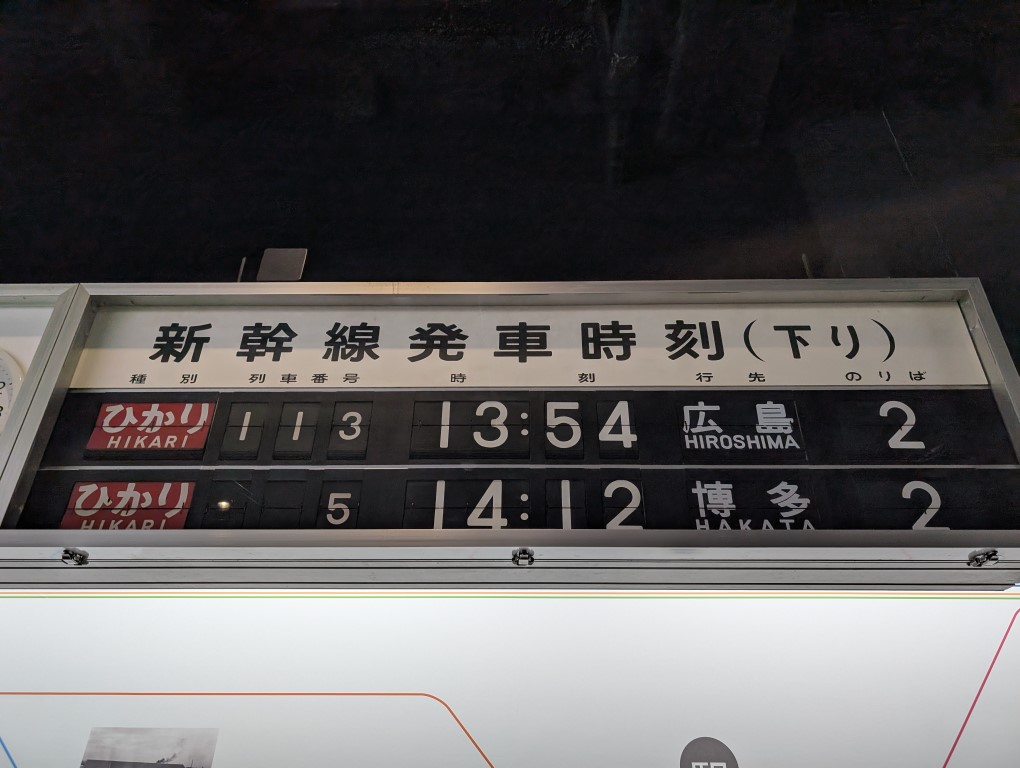 新幹線発車時刻(下り)
種別 列車番号 時刻 行先 のりば
ひかり 113 13:54 広島 2
HIKARI HIROSHIMA
ひかり 5 14:12 博多 2
HIKARI HAKATA